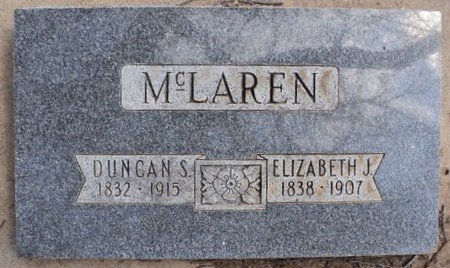 McLAREN
DUNCAN S. ELIZABETH J.
1832 · 1915 1838 · 1907